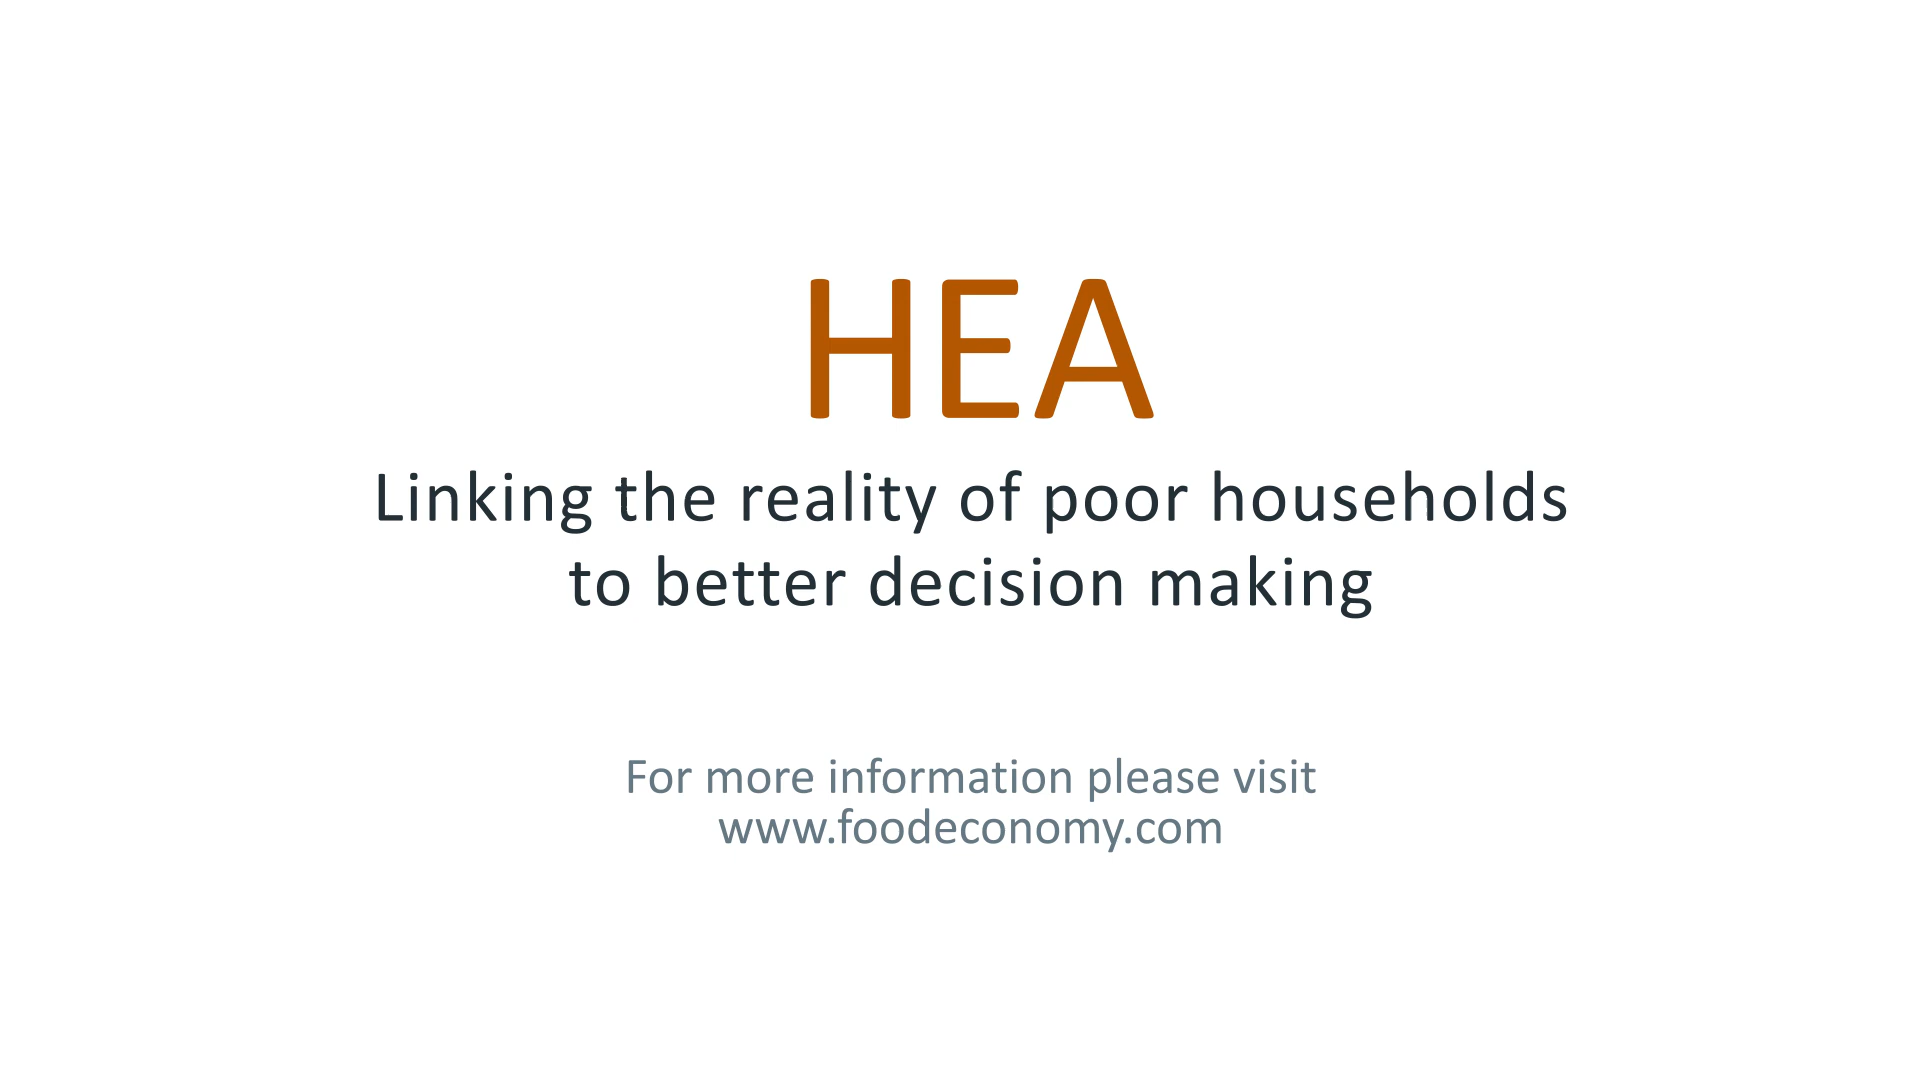 HEA
Linking the reality of poor households
to better decision making
For more information please visit
www.foodeconomy.com